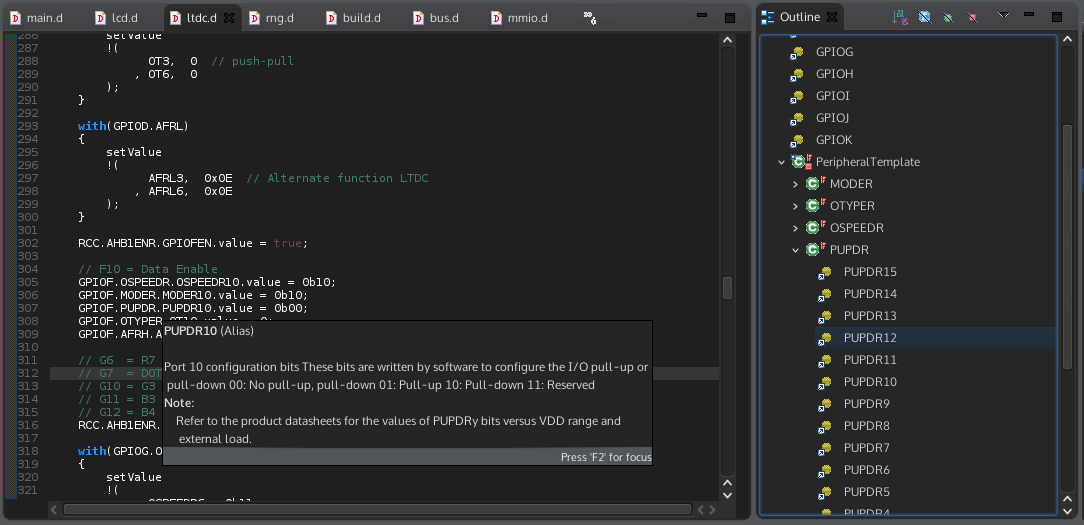 main.d lcd.d ltdc.d rng.d build.d bus.d mmio.d
286 setValue
287 !(
288 OT3, 0 // push-pull
289 , OT6, 0
290 );
291 }
292
293 with(GPIOD.AFRL)
294 {
295 setValue
296 !(
297 AFRL3, 0x0E // Alternate function LTDC
298 , AFRL6, 0x0E
299 );
300 }
301
302 RCC.AHB1ENR.GPIOFEN.value = true;
303
304 // F10 = Data Enable
305 GPIOF.OSPEEDR.OSPEEDR10.value = 0b10;
306 GPIOF.MODER.MODER10.value = 0b10;
307 GPIOF.PUPDR.PUPDR10.value = 0b00;
308 GPIOF.OTYPER.OT10.value = 0;
309 GPIOF.AFRH.A
310
311 // G6 = R7
312 // G7 = DOT
313 // G10 = G3
314 // G11 = B3
315 // G12 = B4
316 RCC.AHB1ENR.
317
318 with(GPIOG.O
319 {
320 setValue
321 !(
PUPDR10 (Alias)
Port 10 configuration bits These bits are written by software to configure the I/O pull-up or
pull-down 00: No pull-up, pull-down 01: Pull-up 10: Pull-down 11: Reserved
Note:
Refer to the product datasheets for the values of PUPDRy bits versus VDD range and
external load.
Press 'F2' for focus
Outline
GPIOG
GPIOH
GPIOI
GPIOJ
GPIOK
PeripheralTemplate
MODER
OTYPER
OSPEEDR
PUPDR
PUPDR15
PUPDR14
PUPDR13
PUPDR12
PUPDR11
PUPDR10
PUPDR9
PUPDR8
PUPDR7
PUPDR6
PUPDR5
PUPDR4